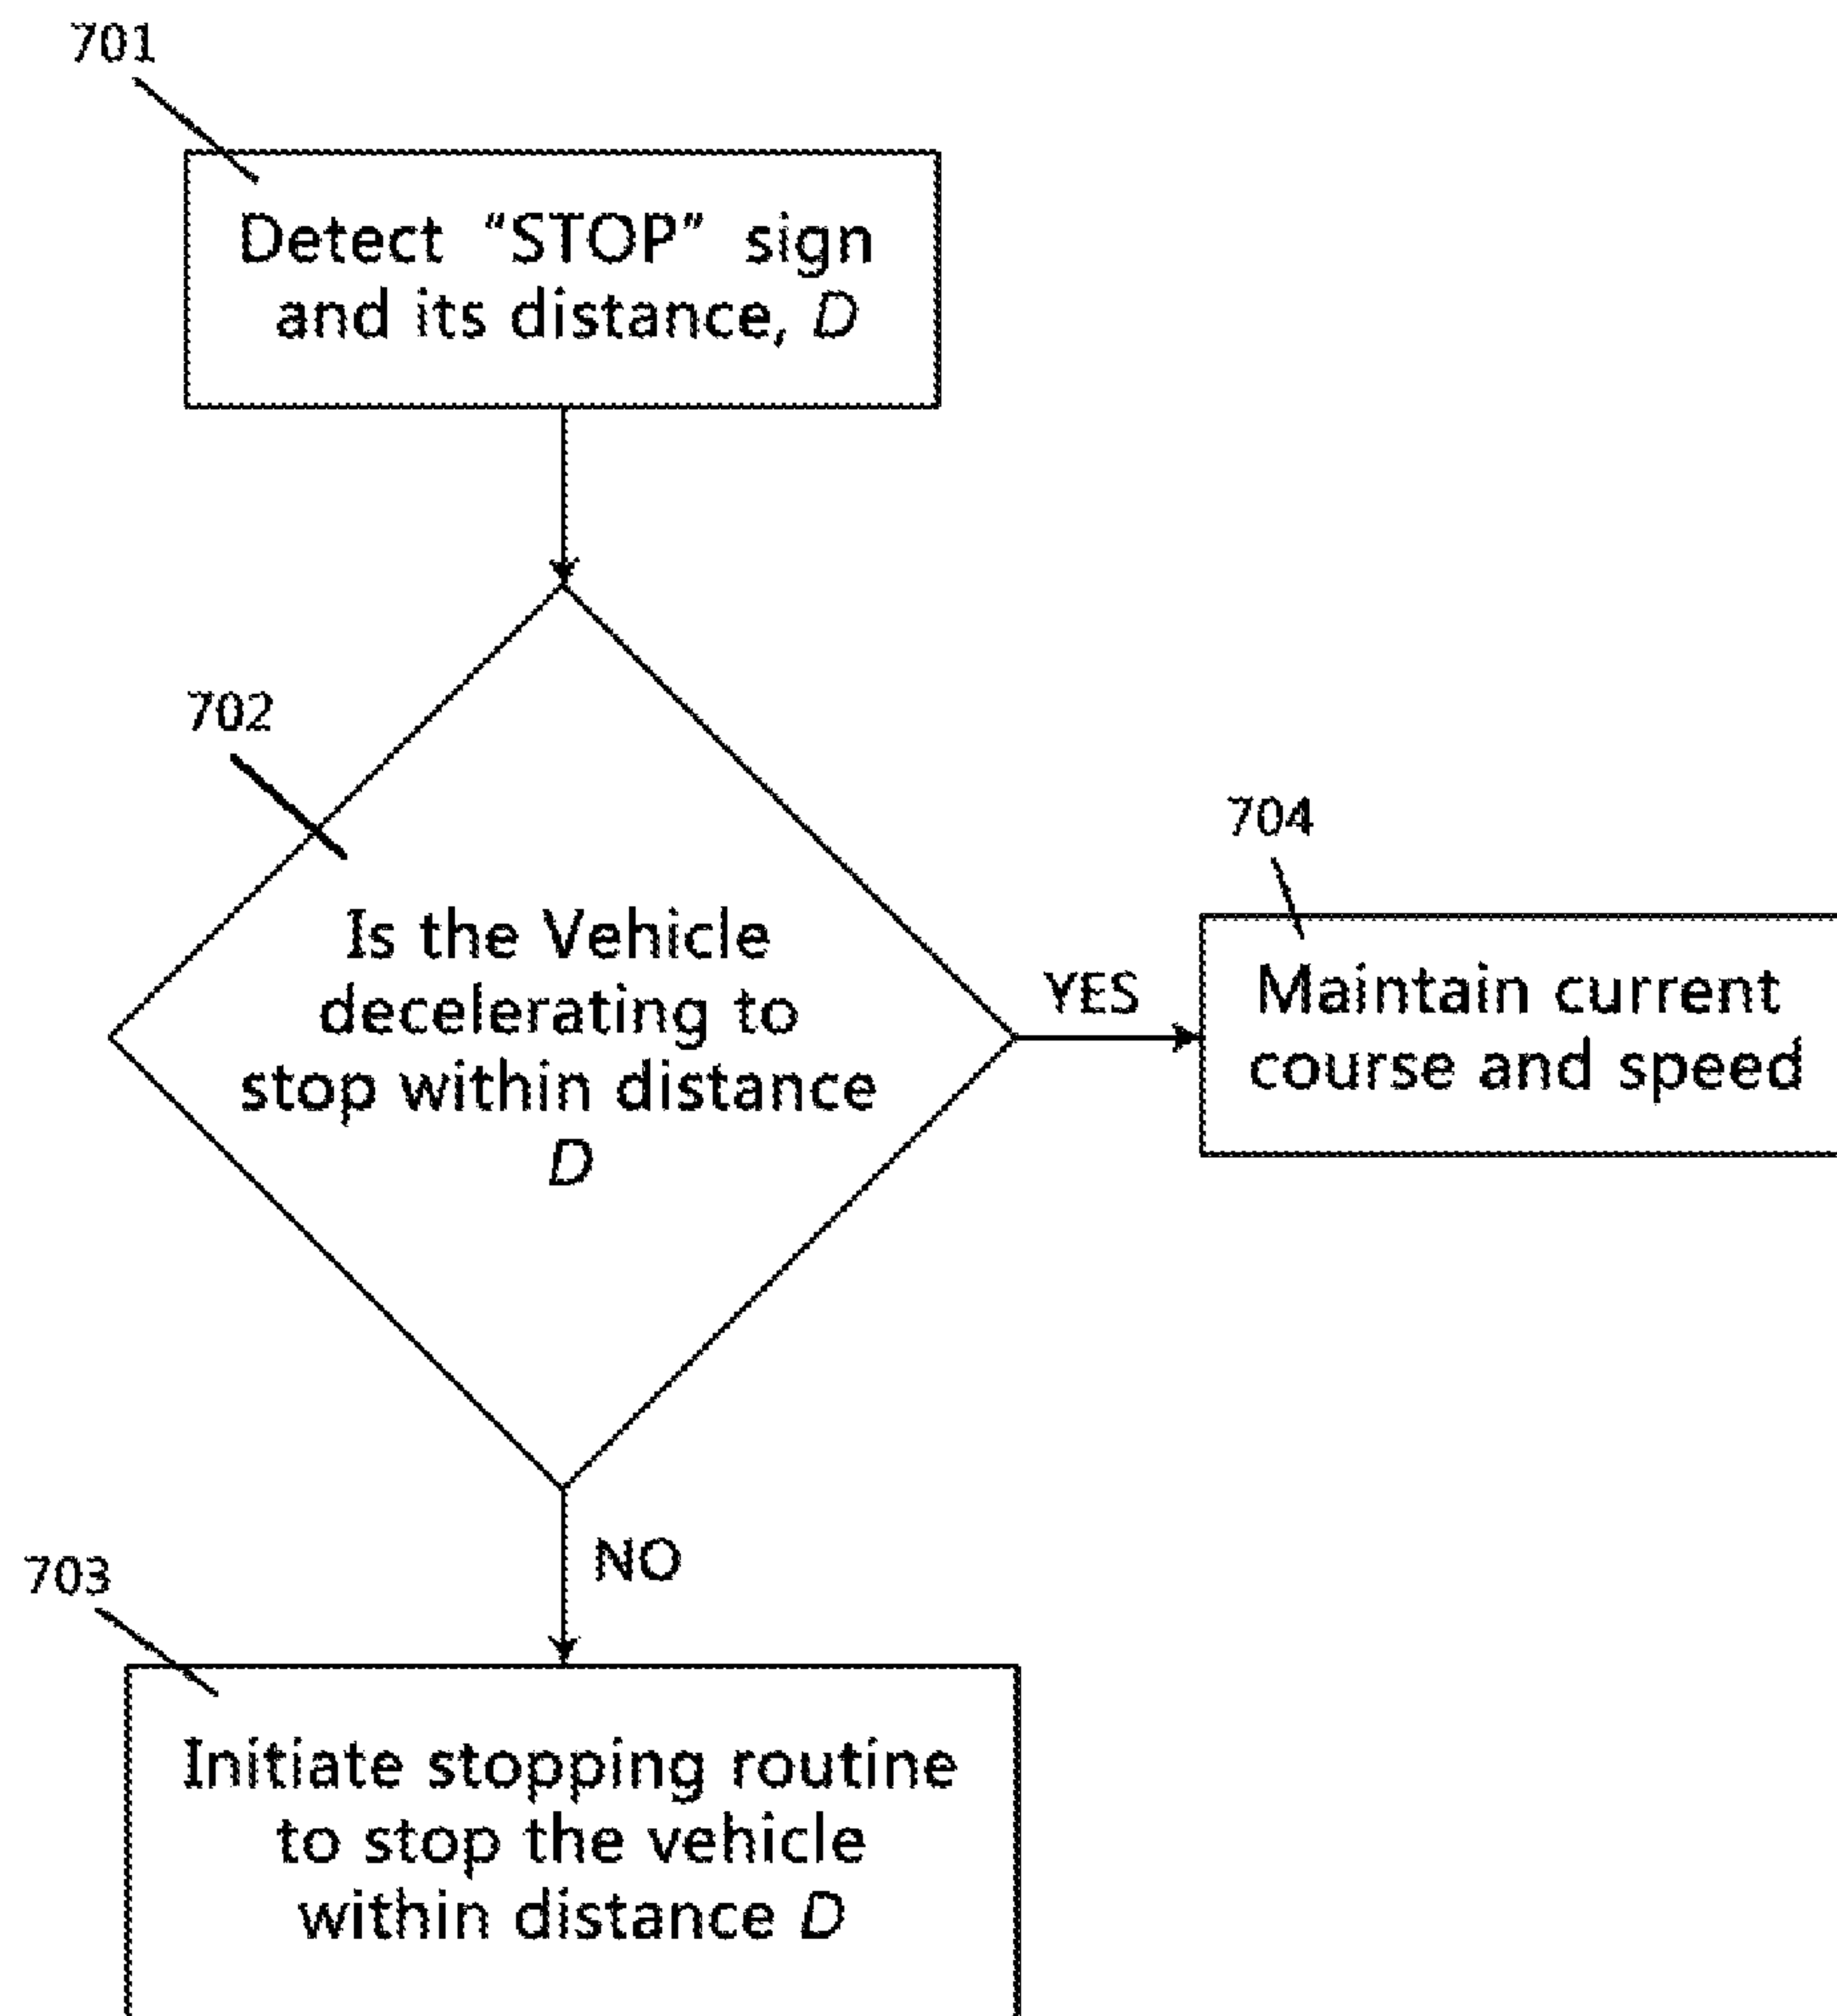 701
Detect “STOP” sign
and its distance, D
702
Is the Vehicle
decelerating to
stop within distance
D
YES
704
Maintain current
course and speed
NO
703
Initiate stopping routine
to stop the vehicle
within distance D